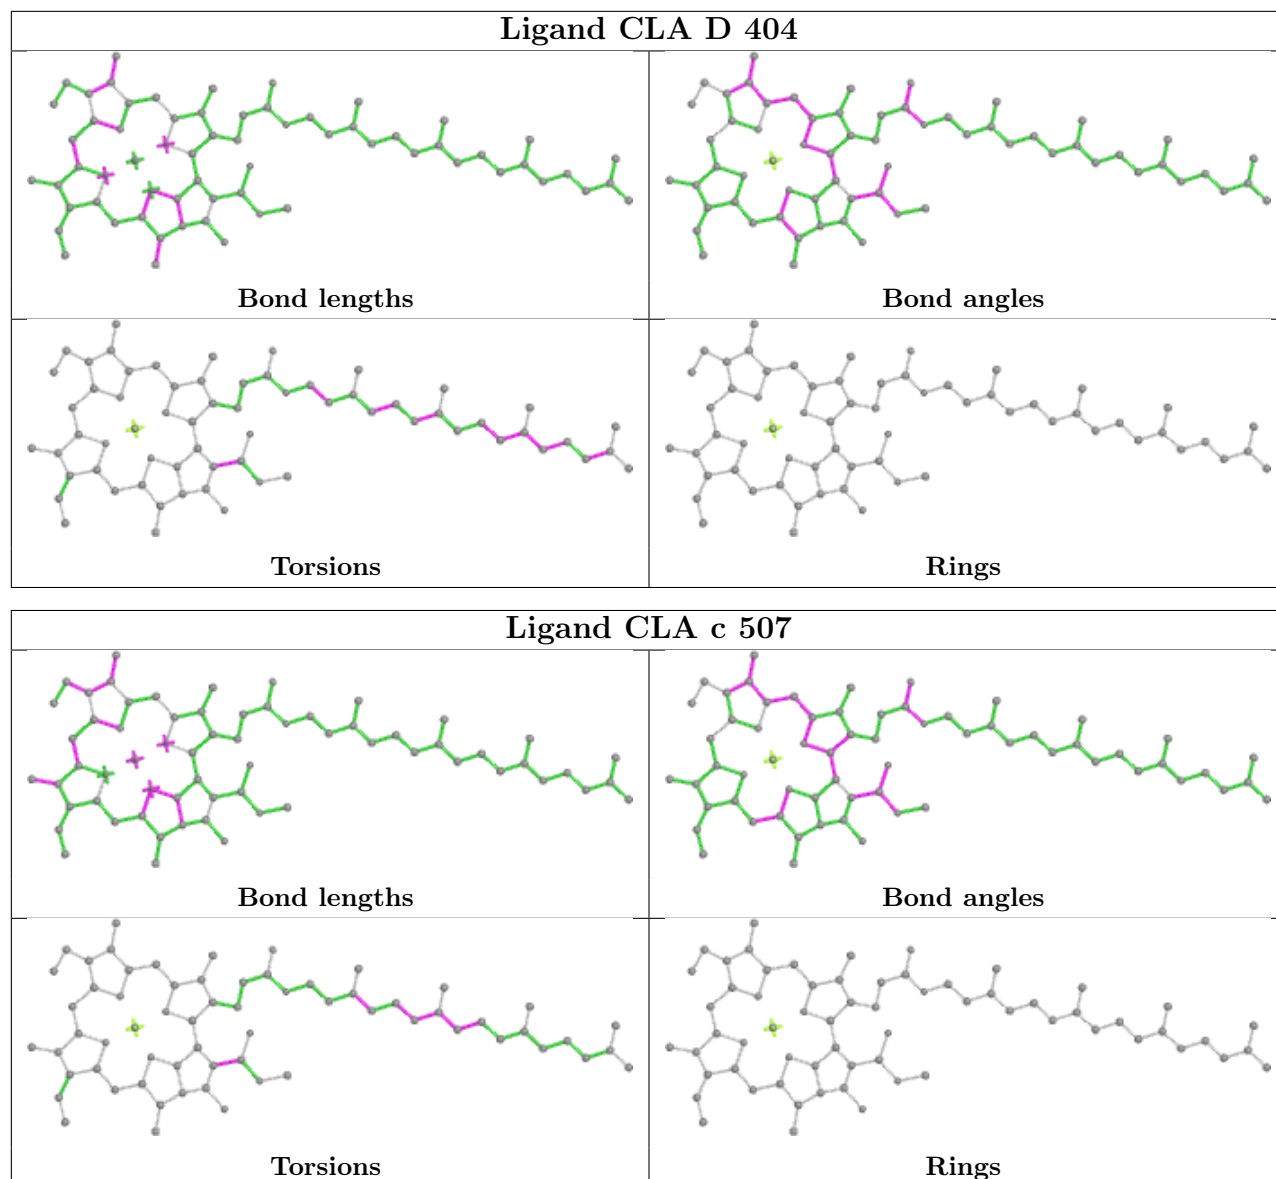 Ligand CLA D 404
Bond lengths
Bond angles
Torsions
Rings
Ligand CLA c 507
Bond lengths
Bond angles
Torsions
Rings